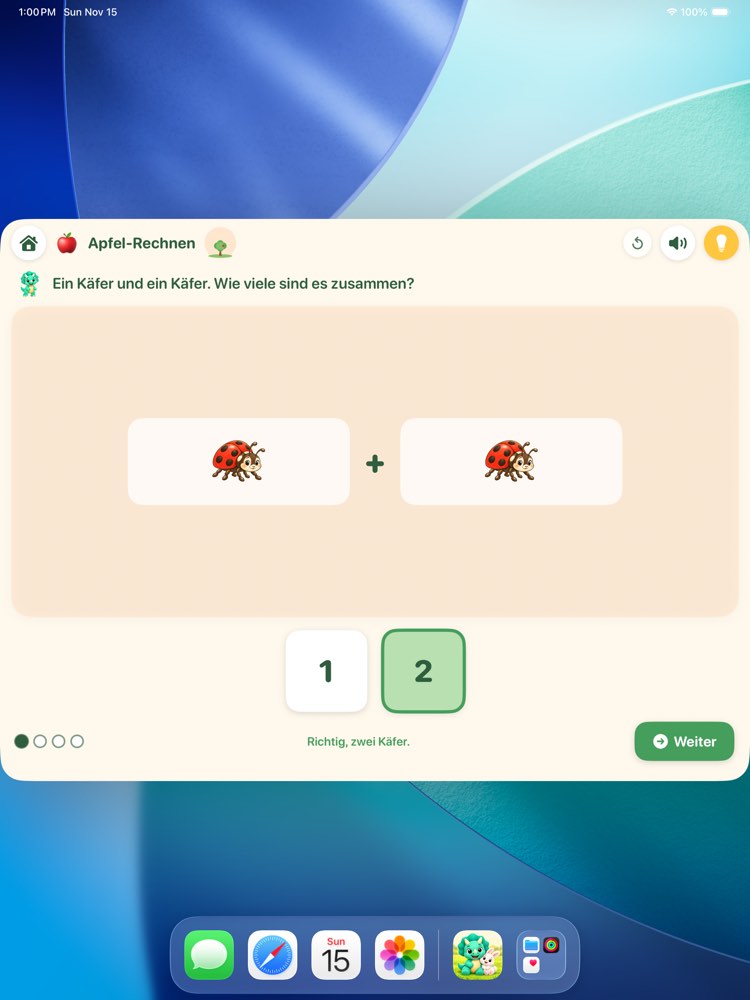 1:00 PM Sun Nov 15
100%
Apfel-Rechnen
Ein Käfer und ein Käfer. Wie viele sind es zusammen?
+
1
2
Richtig, zwei Käfer.
Weiter
Sun
15